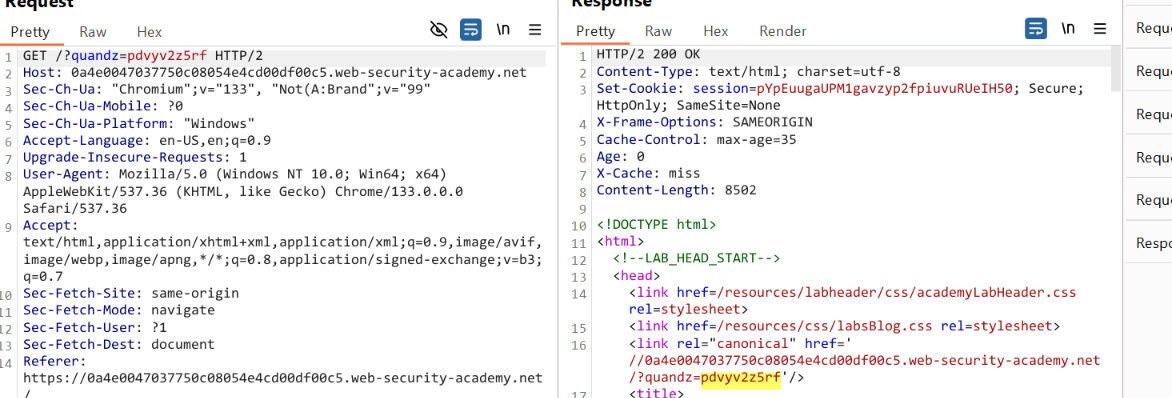 Request
Pretty Raw Hex \n
1 GET /?quandz=pdvyv2z5rf HTTP/2
2 Host: 0a4e0047037750c08054e4cd00df00c5.web-security-academy.net
3 Sec-Ch-Ua: "Chromium";v="133", "Not(A:Brand";v="99"
4 Sec-Ch-Ua-Mobile: ?0
5 Sec-Ch-Ua-Platform: "Windows"
6 Accept-Language: en-US,en;q=0.9
7 Upgrade-Insecure-Requests: 1
8 User-Agent: Mozilla/5.0 (Windows NT 10.0; Win64; x64)
AppleWebKit/537.36 (KHTML, like Gecko) Chrome/133.0.0.0
Safari/537.36
9 Accept:
text/html,application/xhtml+xml,application/xml;q=0.9,image/avif,
image/webp,image/apng,*/*;q=0.8,application/signed-exchange;v=b3;
q=0.7
10 Sec-Fetch-Site: same-origin
11 Sec-Fetch-Mode: navigate
12 Sec-Fetch-User: ?1
13 Sec-Fetch-Dest: document
14 Referer:
https://0a4e0047037750c08054e4cd00df00c5.web-security-academy.net
/
Response
Pretty Raw Hex Render \n
1 HTTP/2 200 OK
2 Content-Type: text/html; charset=utf-8
3 Set-Cookie: session=pYpEuugaUPM1gavzyp2fpiuvuRUeIH50; Secure;
HttpOnly; SameSite=None
4 X-Frame-Options: SAMEORIGIN
5 Cache-Control: max-age=35
6 Age: 0
7 X-Cache: miss
8 Content-Length: 8502
9
10 <!DOCTYPE html>
11 <html>
12 <!--LAB_HEAD_START-->
13 <head>
14 <link href=/resources/labheader/css/academyLabHeader.css
rel=stylesheet>
15 <link href=/resources/css/labsBlog.css rel=stylesheet>
16 <link rel="canonical" href='
//0a4e0047037750c08054e4cd00df00c5.web-security-academy.net
/?quandz=pdvyv2z5rf'/>
17 <title>
Reque
Reque
Reque
Reque
Reque
Respo